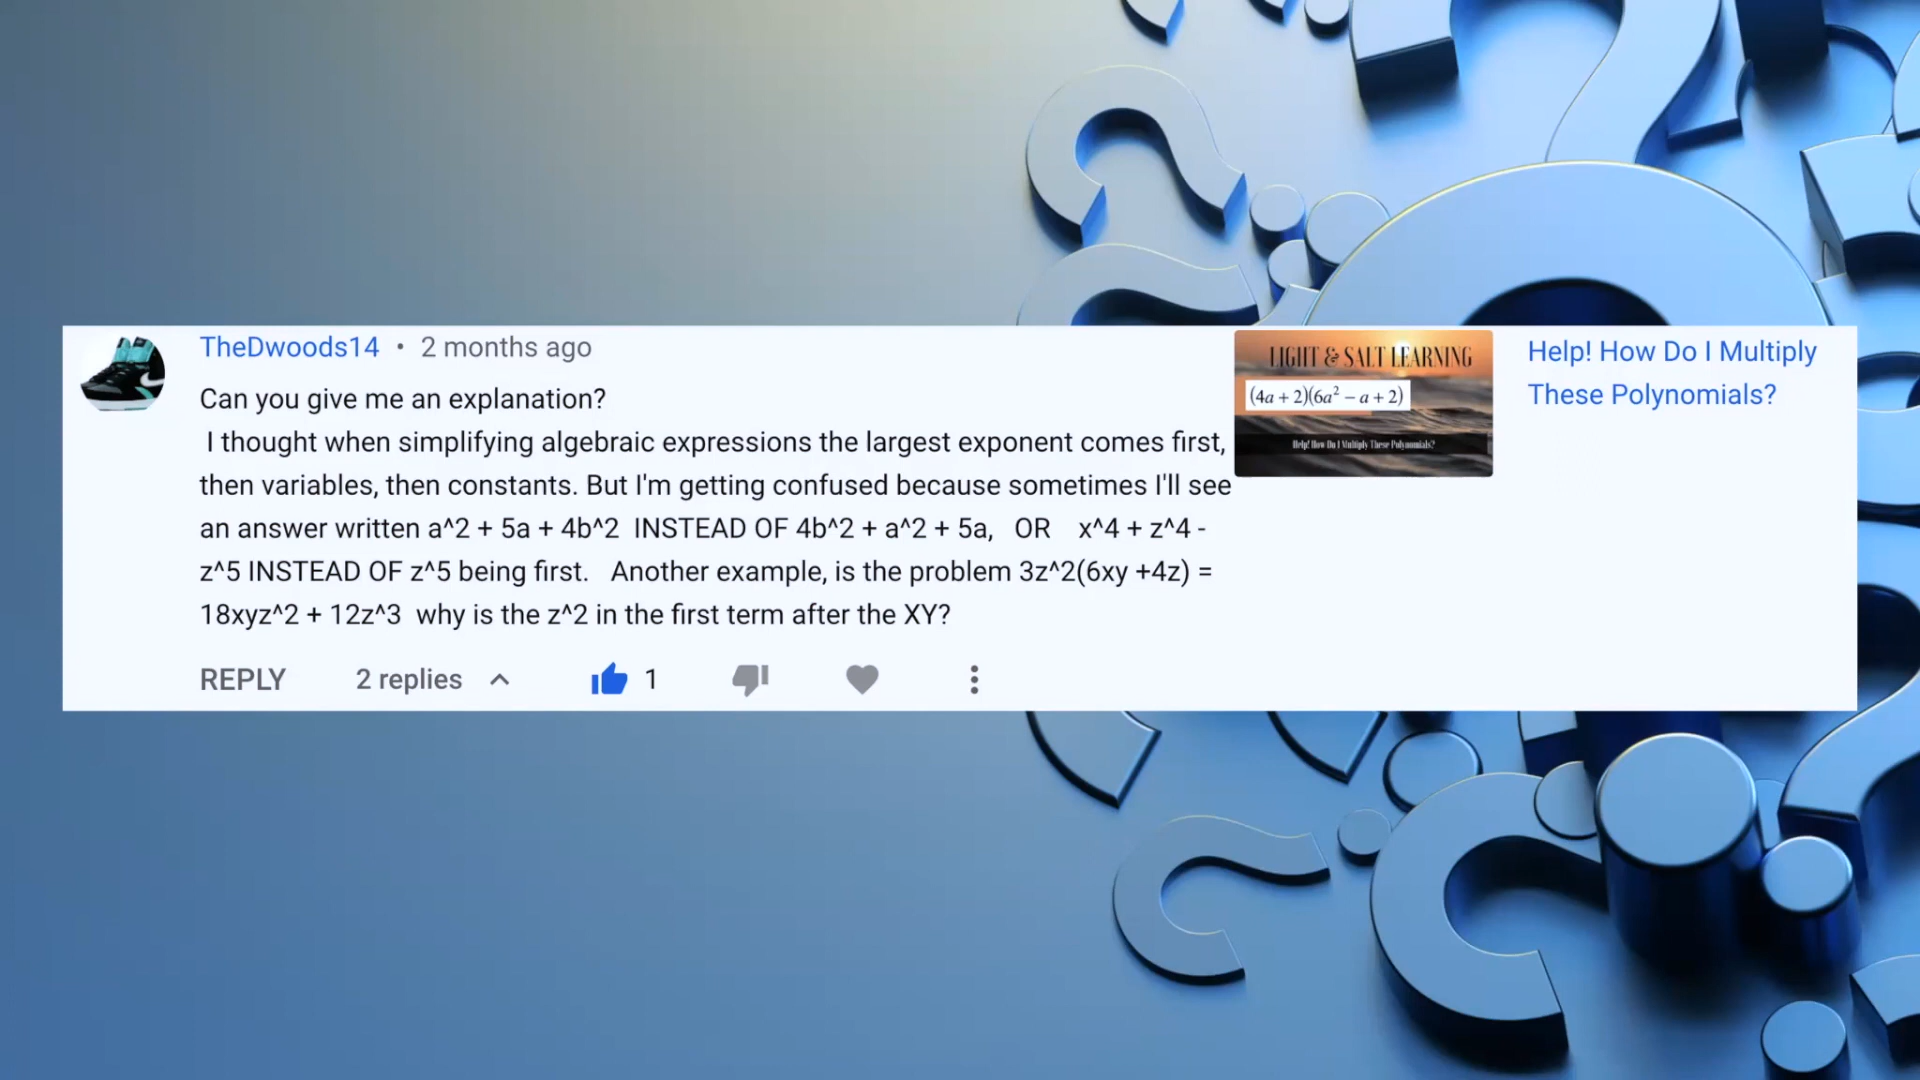 TheDwoods14 • 2 months ago
Can you give me an explanation?
I thought when simplifying algebraic expressions the largest exponent comes first,
then variables, then constants. But I'm getting confused because sometimes I'll see
an answer written a^2 + 5a + 4b^2 INSTEAD OF 4b^2 + a^2 + 5a, OR x^4 + z^4 -
z^5 INSTEAD OF z^5 being first. Another example, is the problem 3z^2(6xy +4z) =
18xyz^2 + 12z^3 why is the z^2 in the first term after the XY?
REPLY 2 replies 1
LIGHT & SALT LEARNING
(4a + 2)(6a² − a + 2)
Help! How Do I Multiply These Polynomials?
Help! How Do I Multiply
These Polynomials?